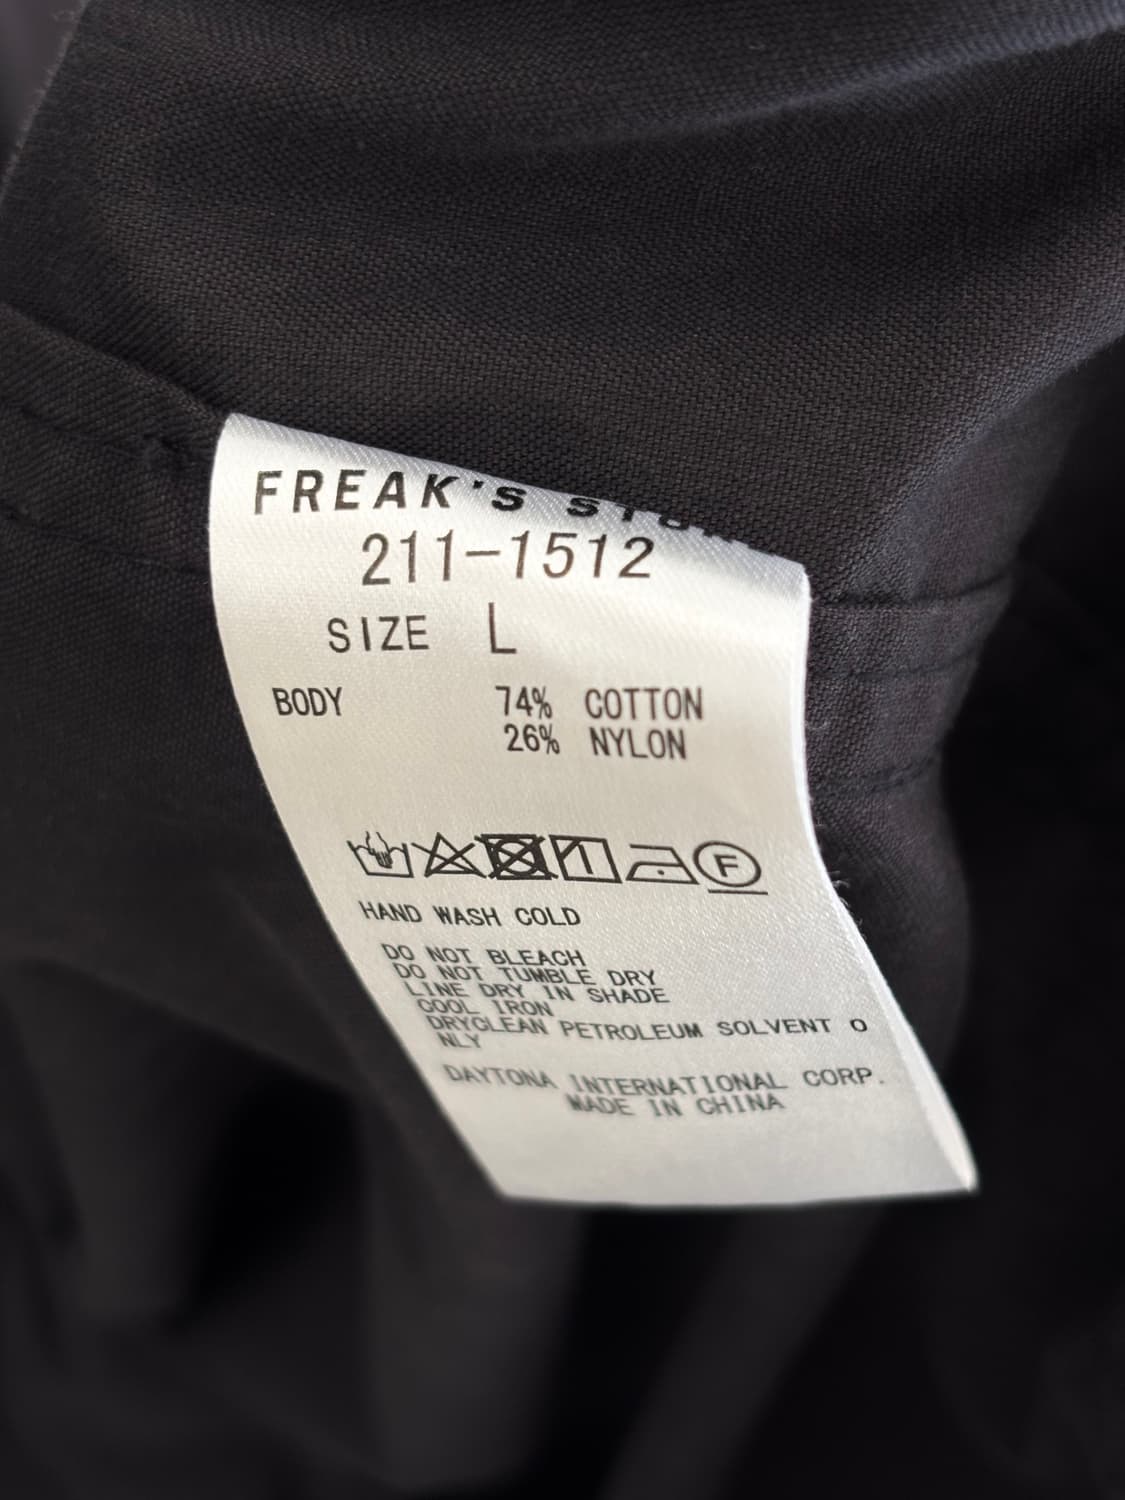 FREAK'S STORE
211-1512
SIZE L
BODY 74% COTTON
26% NYLON
F
HAND WASH COLD
DO NOT BLEACH
DO NOT TUMBLE DRY
LINE DRY IN SHADE
COOL IRON
DRYCLEAN PETROLEUM SOLVENT O
NLY
DAYTONA INTERNATIONAL CORP.
MADE IN CHINA